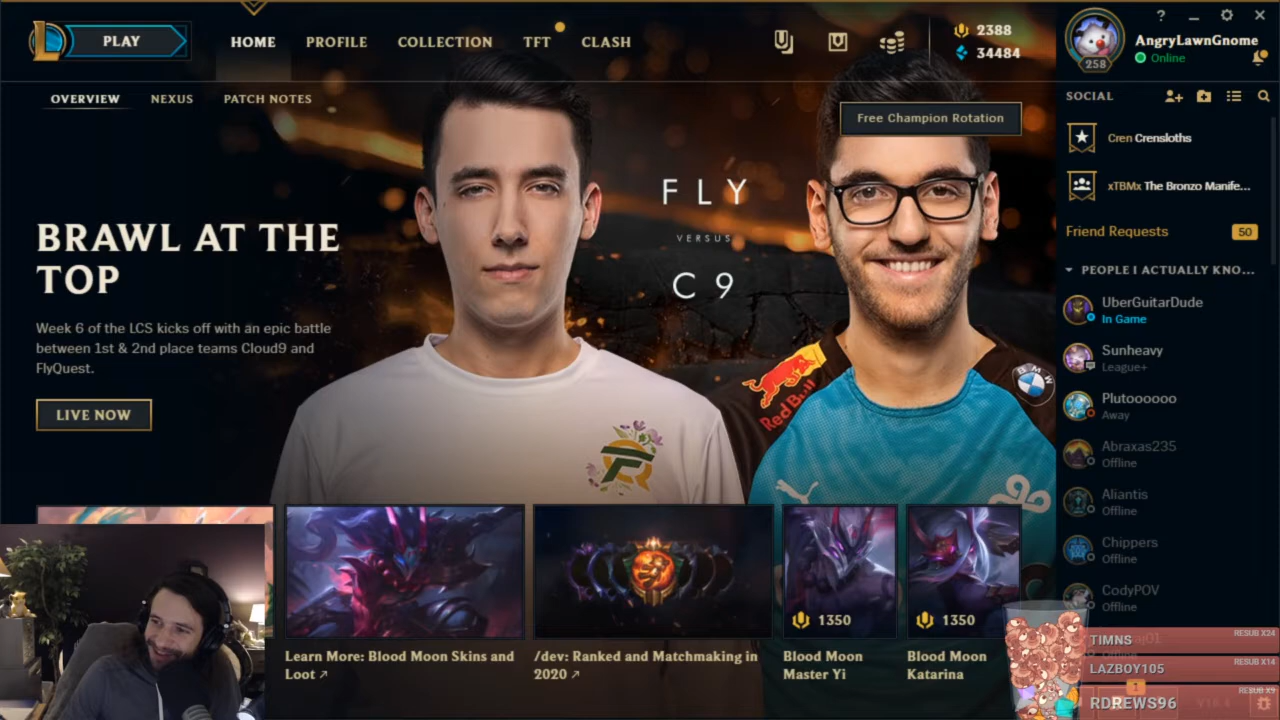 PLAY
HOME
PROFILE
COLLECTION
TFT
CLASH
2388
34484
?
AngryLawnGnome
Online
258
OVERVIEW
NEXUS
PATCH NOTES
Free Champion Rotation
SOCIAL
Cren Crensloths
xTBMx The Bronzo Manife...
Friend Requests
50
PEOPLE I ACTUALLY KNO...
UberGuitarDude
In Game
Sunheavy
League+
Plutoooooo
Away
Abraxas235
Offline
Aliantis
Offline
Chippers
Offline
CodyPOV
Offline
FLY
VERSUS
C9
BRAWL AT THE
TOP
Week 6 of the LCS kicks off with an epic battle
between 1st & 2nd place teams Cloud9 and
FlyQuest.
LIVE NOW
Red Bull
BMW
1350
1350
Learn More: Blood Moon Skins and
Loot ↗
/dev: Ranked and Matchmaking in
2020 ↗
Blood Moon
Master Yi
Blood Moon
Katarina
TIMNS
RESUB X24
LAZBOY105
RESUB X14
1
RDREWS96
RESUB X9